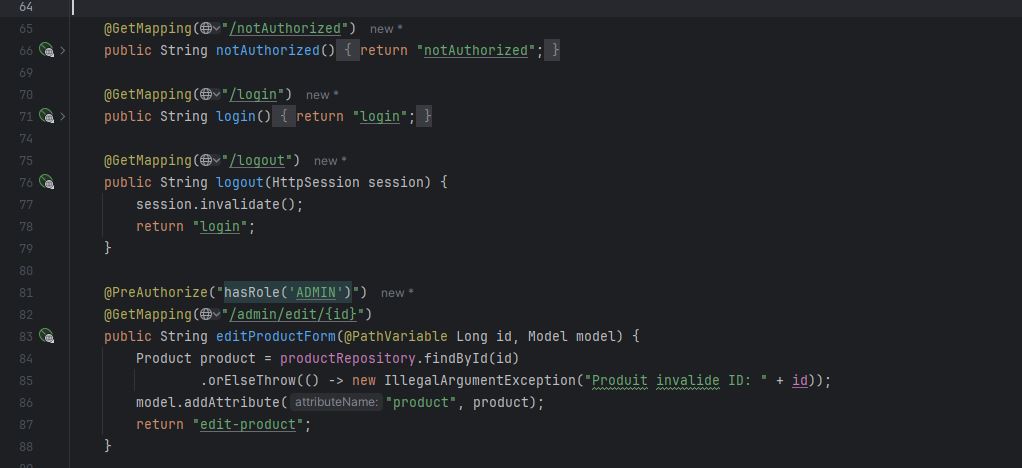 64
65 @GetMapping("/notAuthorized") new *
66 public String notAuthorized() { return "notAuthorized"; }
69
70 @GetMapping("/login") new *
71 public String login() { return "login"; }
74
75 @GetMapping("/logout") new *
76 public String logout(HttpSession session) {
77 session.invalidate();
78 return "login";
79 }
80
81 @PreAuthorize("hasRole('ADMIN')") new *
82 @GetMapping("/admin/edit/{id}")
83 public String editProductForm(@PathVariable Long id, Model model) {
84 Product product = productRepository.findById(id)
85 .orElseThrow(() -> new IllegalArgumentException("Produit invalide ID: " + id));
86 model.addAttribute( attributeName: "product", product);
87 return "edit-product";
88 }